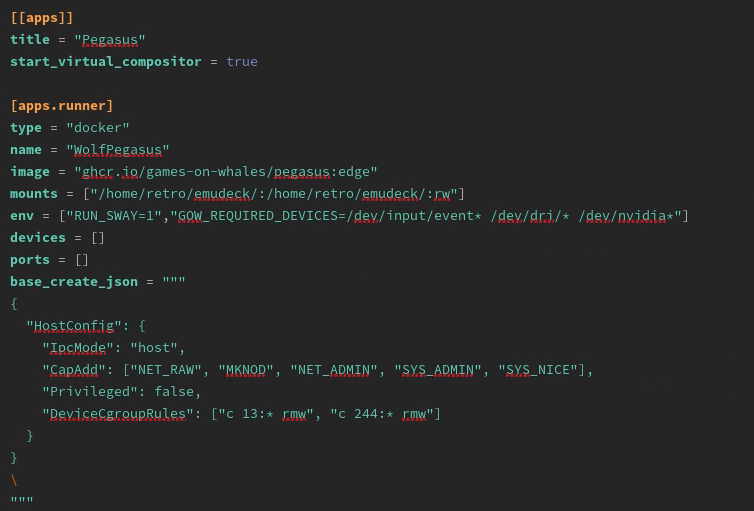 [[apps]]
title = "Pegasus"
start_virtual_compositor = true
[apps.runner]
type = "docker"
name = "WolfPegasus"
image = "ghcr.io/games-on-whales/pegasus:edge"
mounts = ["/home/retro/emudeck/:/home/retro/emudeck/:rw"]
env = ["RUN_SWAY=1","GOW_REQUIRED_DEVICES=/dev/input/event* /dev/dri/* /dev/nvidia*"]
devices = []
ports = []
base_create_json = """
{
  "HostConfig": {
    "IpcMode": "host",
    "CapAdd": ["NET_RAW", "MKNOD", "NET_ADMIN", "SYS_ADMIN", "SYS_NICE"],
    "Privileged": false,
    "DeviceCgroupRules": ["c 13:* rmw", "c 244:* rmw"]
  }
}
\
"""